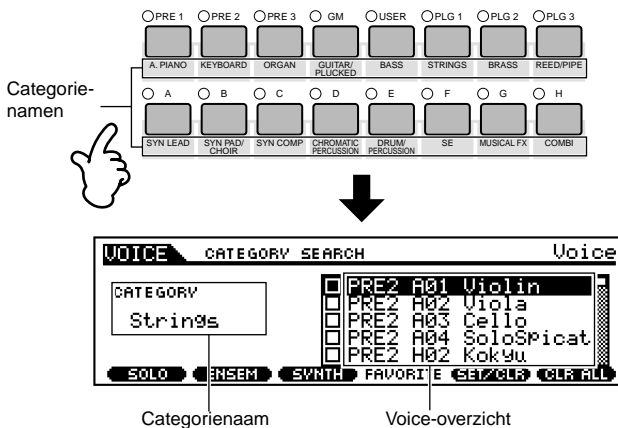 PRE 1 PRE 2 PRE 3 GM USER PLG 1 PLG 2 PLG 3
A. PIANO KEYBOARD ORGAN GUITAR/ PLUCKED BASS STRINGS BRASS REED/PIPE
Categorie-
namen
A B C D E F G H
SYN LEAD SYN PAD/ CHOIR SYN COMP CHROMATIC PERCUSSION DRUM/ PERCUSSION SE MUSICAL FX COMBI
VOICE CATEGORY SEARCH Voice
CATEGORY
Strings
PRE2 A01 Violin
PRE2 A02 Viola
PRE2 A03 Cello
PRE2 A04 SoloSpicat
PRE2 H02 Kokyu
SOLO ENSEM SYNTH FAVORITE SET/CLR CLR ALL
Categorienaam Voice-overzicht